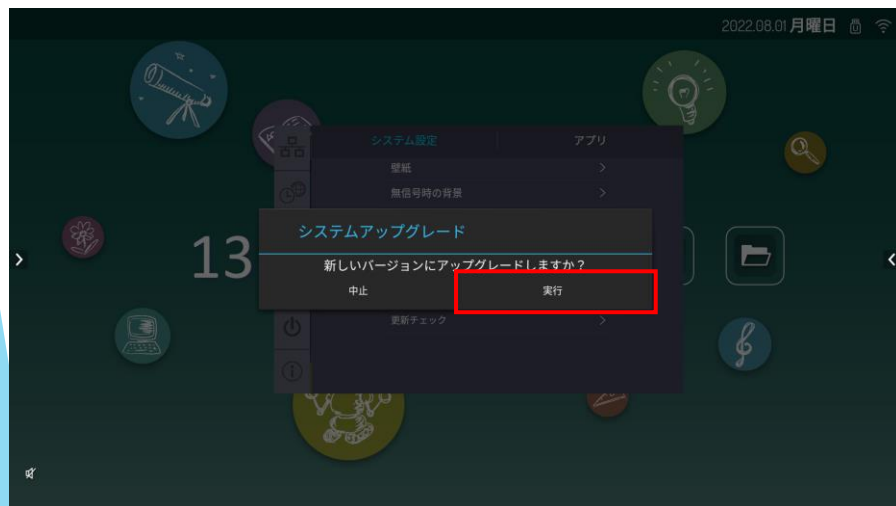 2022.08.01 月曜日
システム設定
アプリ
壁紙
無信号時の背景
システムアップグレード
新しいバージョンにアップグレードしますか？
中止
実行
更新チェック
13